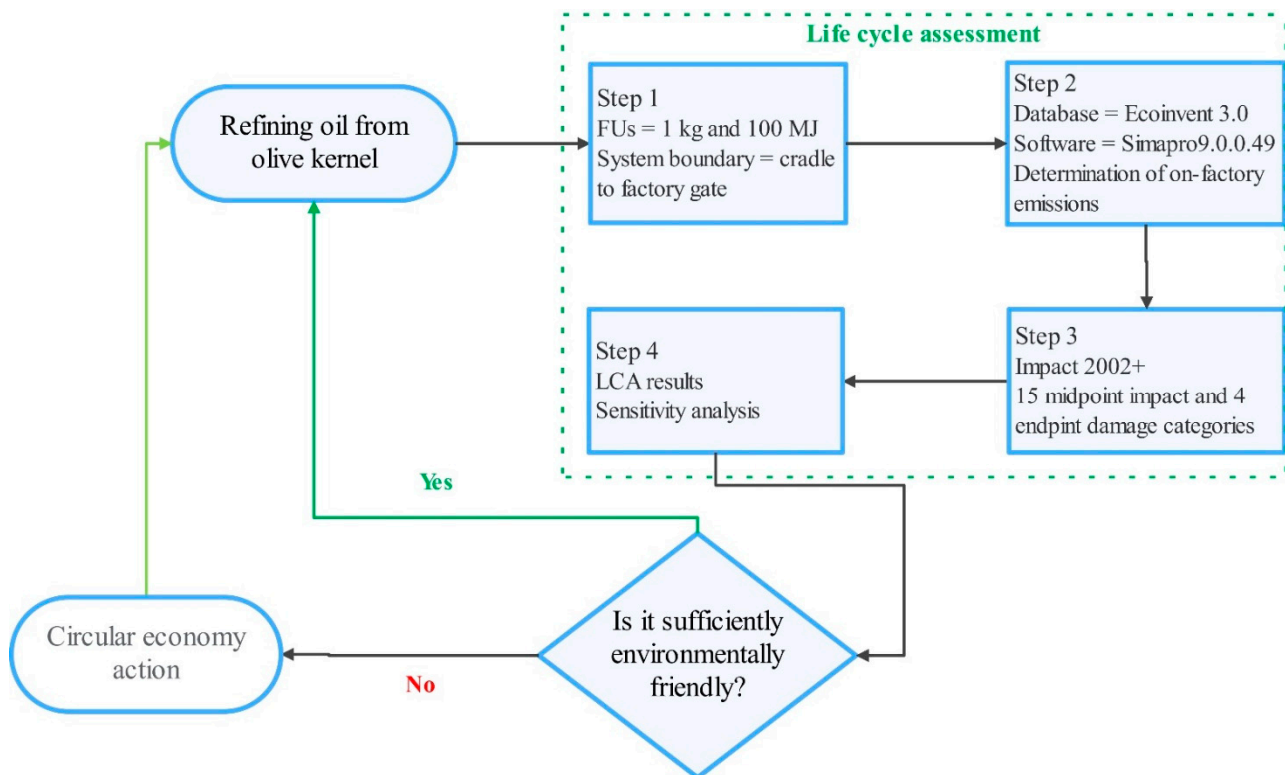 Life cycle assessment
Refining oil from
olive kernel
Step 1
FUs = 1 kg and 100 MJ
System boundary = cradle
to factory gate
Step 2
Database = Ecoinvent 3.0
Software = Simapro9.0.0.49
Determination of on-factory
emissions
Step 3
Impact 2002+
15 midpoint impact and 4
endpint damage categories
Step 4
LCA results
Sensitivity analysis
Yes
Is it sufficiently
environmentally
friendly?
No
Circular economy
action